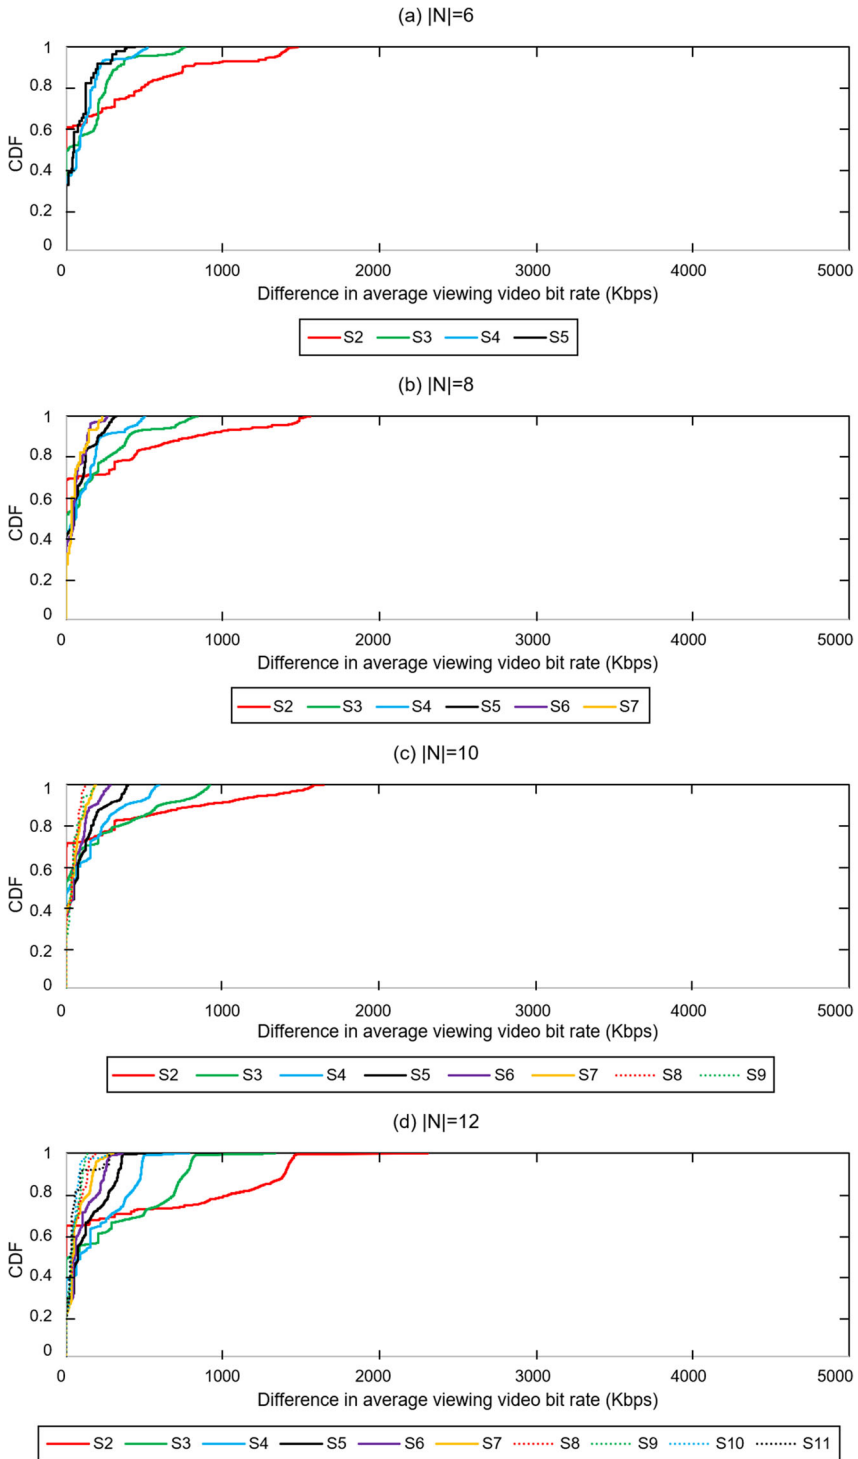 (a) |N|=6
1
0.8
0.6
0.4
0.2
0
CDF
0 1000 2000 3000 4000 5000
Difference in average viewing video bit rate (Kbps)
S2 S3 S4 S5
(b) |N|=8
1
0.8
0.6
0.4
0.2
0
CDF
0 1000 2000 3000 4000 5000
Difference in average viewing video bit rate (Kbps)
S2 S3 S4 S5 S6 S7
(c) |N|=10
1
0.8
0.6
0.4
0.2
0
CDF
0 1000 2000 3000 4000 5000
Difference in average viewing video bit rate (Kbps)
S2 S3 S4 S5 S6 S7 S8 S9
(d) |N|=12
1
0.8
0.6
0.4
0.2
0
CDF
0 1000 2000 3000 4000 5000
Difference in average viewing video bit rate (Kbps)
S2 S3 S4 S5 S6 S7 S8 S9 S10 S11